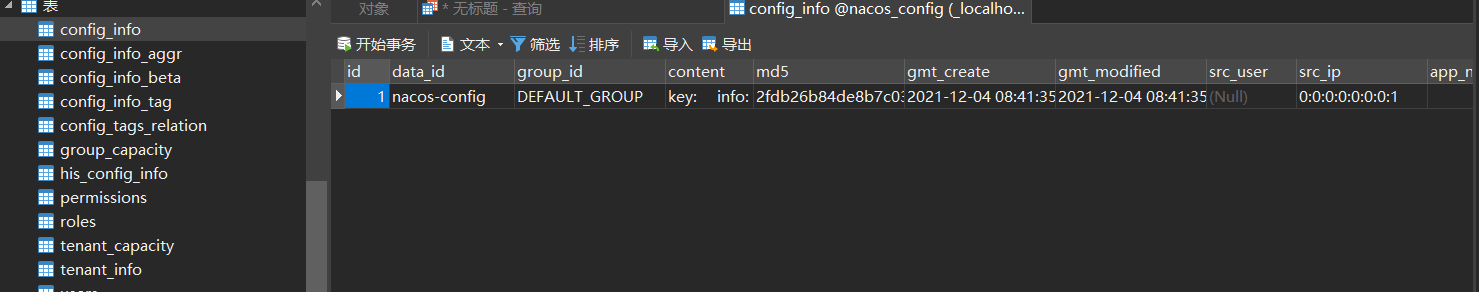 表
config_info
config_info_aggr
config_info_beta
config_info_tag
config_tags_relation
group_capacity
his_config_info
permissions
roles
tenant_capacity
tenant_info
对象 * 无标题 - 查询 config_info @nacos_config (_localho...
开始事务 文本 筛选 排序 导入 导出
id data_id group_id content md5 gmt_create gmt_modified src_user src_ip app_n
1 nacos-config DEFAULT_GROUP key: info: 2fdb26b84de8b7c03 2021-12-04 08:41:35 2021-12-04 08:41:35 (Null) 0:0:0:0:0:0:0:1